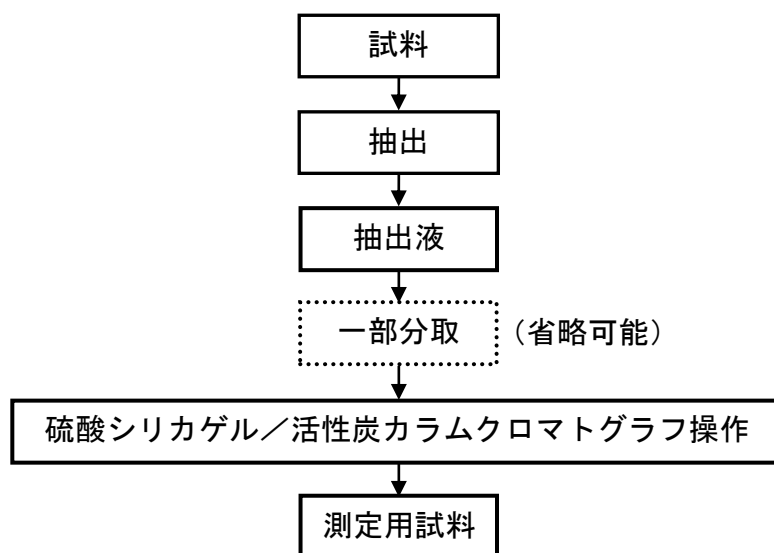 試料
抽出
抽出液
一部分取 （省略可能）
硫酸シリカゲル／活性炭カラムクロマトグラフ操作
測定用試料